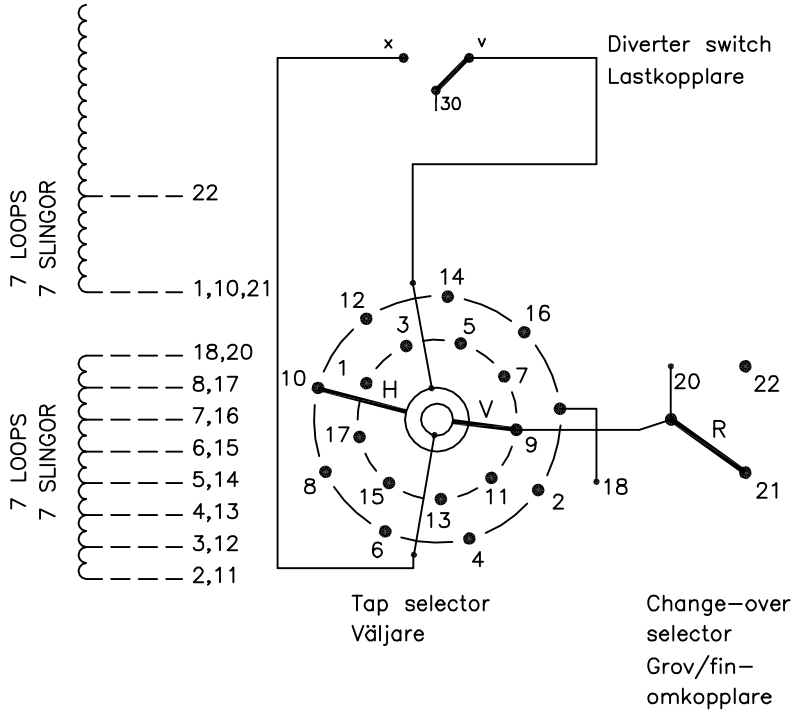 x
v
30
Diverter switch
Lastkopplare
7 LOOPS
7 SLINGOR
22
1,10,21
18,20
8,17
7,16
6,15
5,14
4,13
3,12
2,11
7 LOOPS
7 SLINGOR
14
12
16
3
5
10
1
H
7
V
17
9
8
15
11
2
18
13
6
4
20
22
R
21
Tap selector
Väljare
Change-over
selector
Grov/fin-
omkopplare